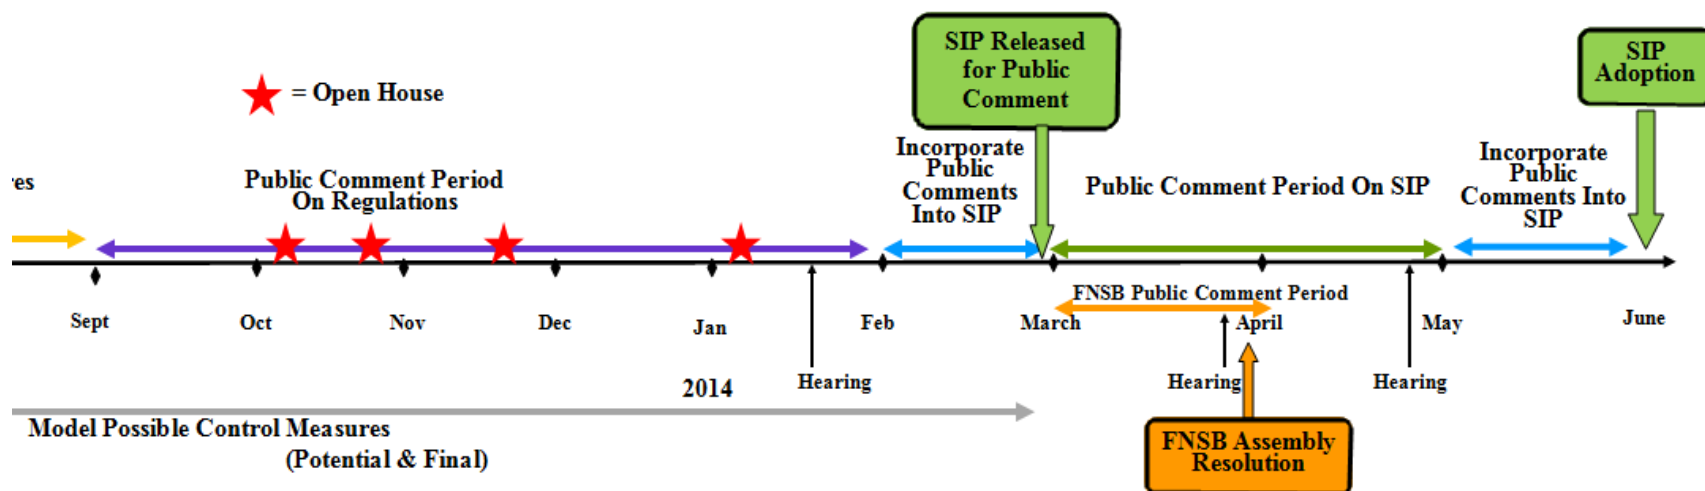 SIP Released
for Public
Comment
SIP
Adoption
= Open House
Incorporate
Public
Comments
Into SIP
Incorporate
Public
Comments Into
SIP
res
Public Comment Period
On Regulations
Public Comment Period On SIP
FNSB Public Comment Period
Sept
Oct
Nov
Dec
Jan
Feb
March
April
May
June
2014
Hearing
Hearing
Hearing
Model Possible Control Measures
(Potential & Final)
FNSB Assembly
Resolution